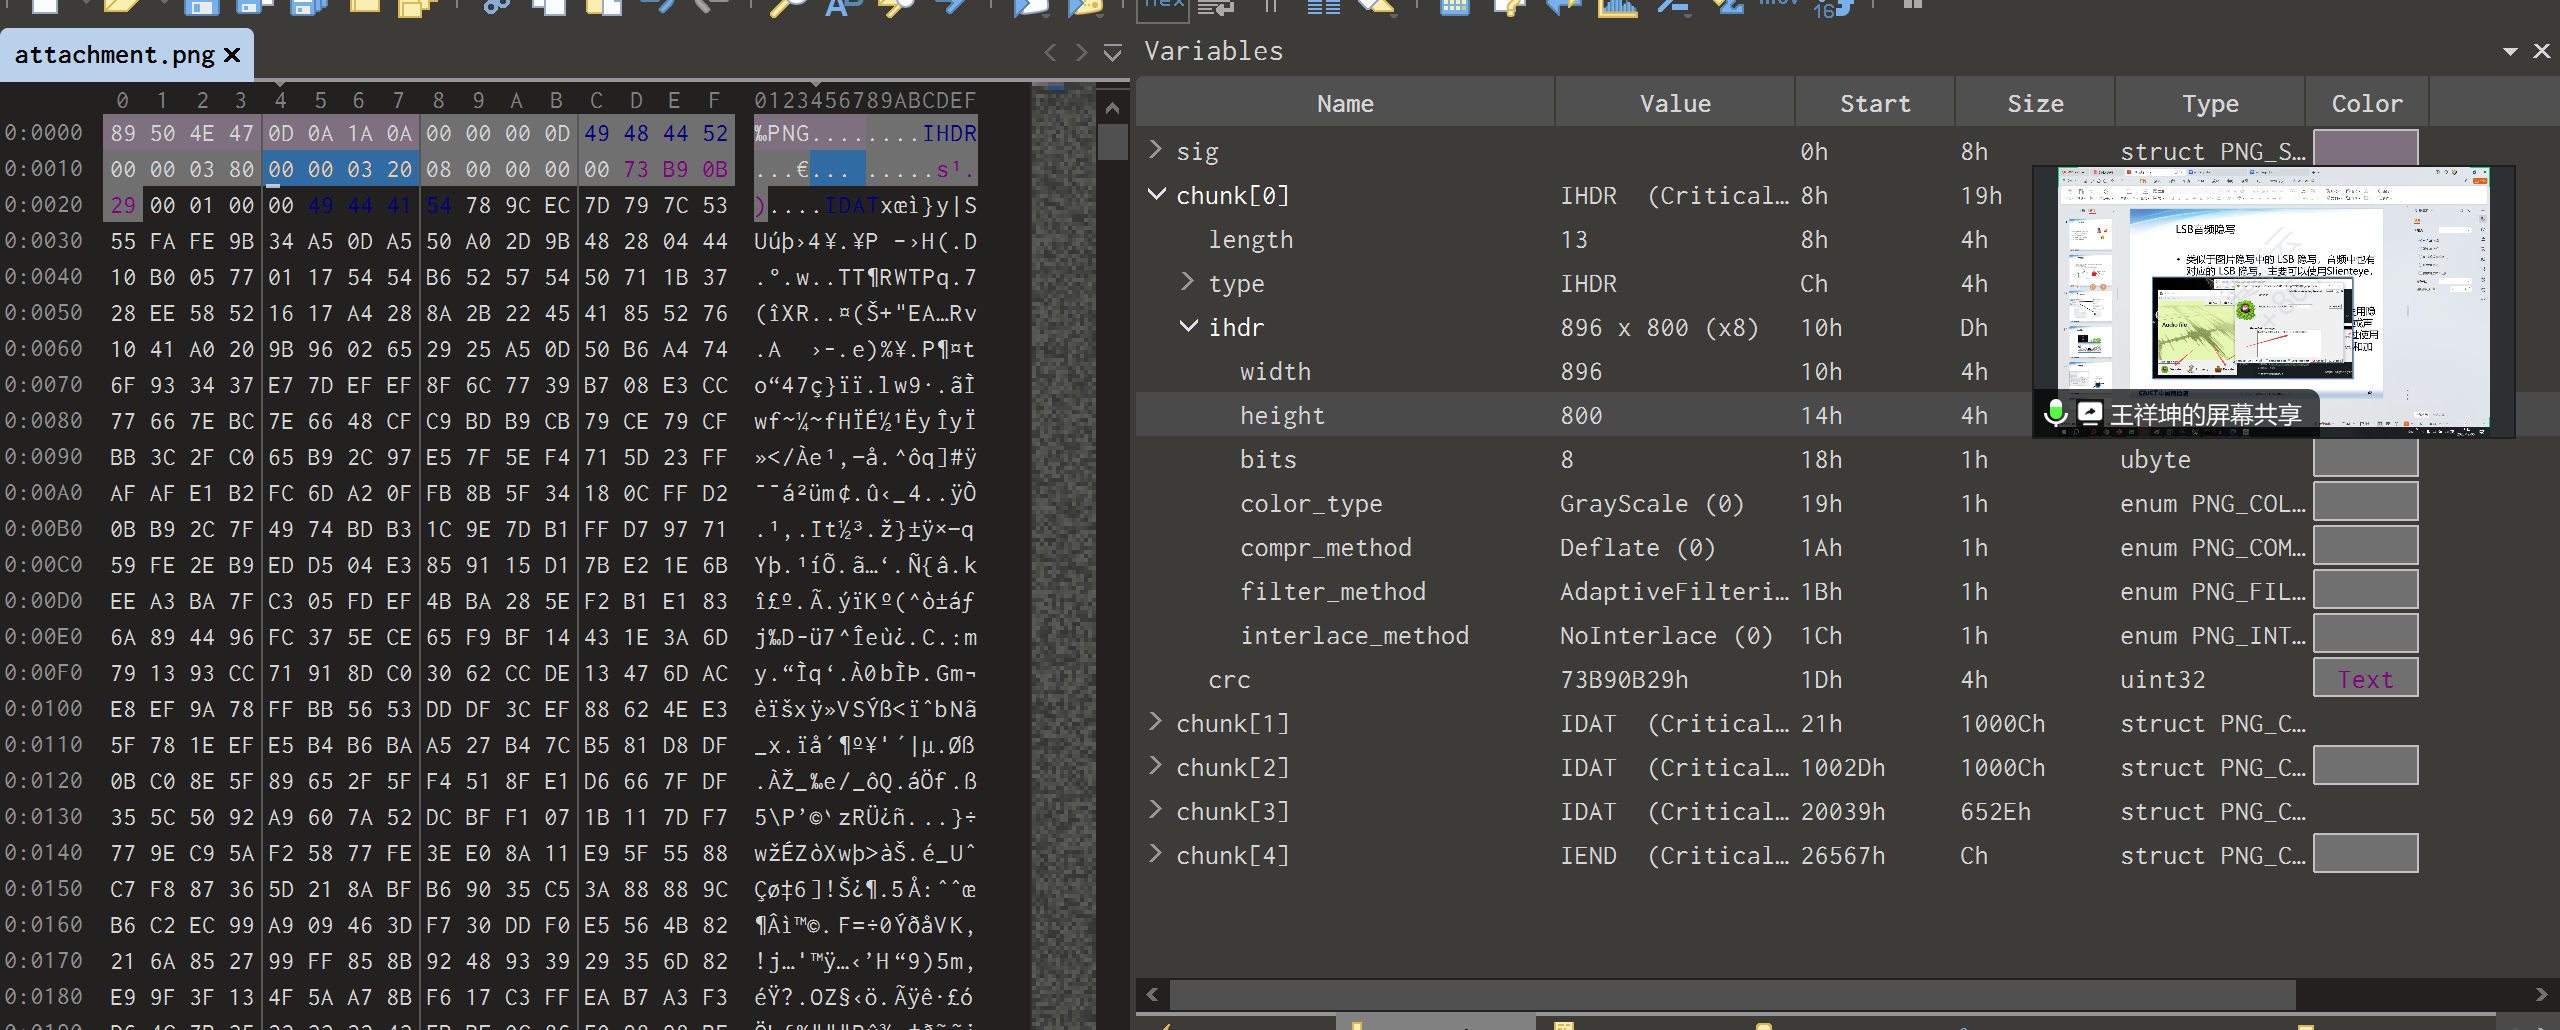 attachment.png
Variables
0 1 2 3 4 5 6 7 8 9 A B C D E F 0123456789ABCDEF
0:0000 89 50 4E 47 0D 0A 1A 0A 00 00 00 0D 49 48 44 52 ‰PNG........IHDR
0:0010 00 00 03 80 00 00 03 20 08 00 00 00 00 73 B9 0B ...€... .....s¹.
0:0020 29 00 01 00 00 49 44 41 54 78 9C EC 7D 79 7C 53 )....IDATxœì}y|S
0:0030 55 FA FE 9B 34 A5 0D A5 50 A0 2D 9B 48 28 04 44 Uúþ›4¥.¥P -›H(.D
0:0040 10 B0 05 77 01 17 54 54 B6 52 57 54 50 71 1B 37 .°.w..TT¶RWTPq.7
0:0050 28 EE 58 52 16 17 A4 28 8A 2B 22 45 41 85 52 76 (îXR..¤(Š+"EA…Rv
0:0060 10 41 A0 20 9B 96 02 65 29 25 A5 0D 50 B6 A4 74 .A  ›–.e)%¥.P¶¤t
0:0070 6F 93 34 37 E7 7D EF EF 8F 6C 77 39 B7 08 E3 CC o“47ç}ïï.lw9·.ãÌ
0:0080 77 66 7E BC 7E 66 48 CF C9 BD B9 CB 79 CE 79 CF wf~¼~fHÏÉ½¹ËyÎyÏ
0:0090 BB 3C 2F C0 65 B9 2C 97 E5 7F 5E F4 71 5D 23 FF »</Àe¹,—å.^ôq]#ÿ
0:00A0 AF AF E1 B2 FC 6D A2 0F FB 8B 5F 34 18 0C FF D2 ¯¯á²üm¢.û‹_4..ÿÒ
0:00B0 0B B9 2C 7F 49 74 BD B3 1C 9E 7D B1 FF D7 97 71 .¹,.It½³.ž}±ÿ×—q
0:00C0 59 FE 2E B9 ED D5 04 E3 85 91 15 D1 7B E2 1E 6B Yþ.¹íÕ.ã…‘.Ñ{â.k
0:00D0 EE A3 BA 7F C3 05 FD EF 4B BA 28 5E F2 B1 E1 83 î£º.Ã.ýïKº(^ò±áƒ
0:00E0 6A 89 44 96 FC 37 5E CE 65 F9 BF 14 43 1E 3A 6D j‰D–ü7^Îeù¿.C.:m
0:00F0 79 13 93 CC 71 91 8D C0 30 62 CC DE 13 47 6D AC y.“Ìq‘.À0bÌÞ.Gm¬
0:0100 E8 EF 9A 78 FF BB 56 53 DD DF 3C EF 88 62 4E E3 èïšxÿ»VSÝß<ïˆbNã
0:0110 5F 78 1E EF E5 B4 B6 BA A5 27 B4 7C B5 81 D8 DF _x.ïå´¶º¥'´|µ.Øß
0:0120 0B C0 8E 5F 89 65 2F 5F F4 51 8F E1 D6 66 7F DF .ÀŽ_‰e/_ôQ.áÖf.ß
0:0130 35 5C 50 92 A9 60 7A 52 DC BF F1 07 1B 11 7D F7 5\P’©`zRÜ¿ñ...}÷
0:0140 77 9E C9 5A F2 58 77 FE 3E E0 8A 11 E9 5F 55 88 wžÉZòXwþ>àŠ.é_Uˆ
0:0150 C7 F8 87 36 5D 21 8A BF B6 90 35 C5 3A 88 88 9C Çø‡6]!Š¿¶.5Å:ˆˆœ
0:0160 B6 C2 EC 99 A9 09 46 3D F7 30 DD F0 E5 56 4B 82 ¶Âì™©.F=÷0ÝðåVK‚
0:0170 21 6A 85 27 99 FF 85 8B 92 48 93 39 29 35 6D 82 !j…'™ÿ…‹’H“9)5m‚
0:0180 E9 9F 3F 13 4F 5A A7 8B F6 17 C3 FF EA B7 A3 F3 éŸ?.OZ§‹ö.Ãÿê·£ó
Name Value Start Size Type Color
sig 0h 8h struct PNG_S...
chunk[0] IHDR (Critical... 8h 19h
length 13 8h 4h
type IHDR Ch 4h
ihdr 896 x 800 (x8) 10h Dh
width 896 10h 4h
height 800 14h 4h
bits 8 18h 1h ubyte
color_type GrayScale (0) 19h 1h enum PNG_COL...
compr_method Deflate (0) 1Ah 1h enum PNG_COM...
filter_method AdaptiveFilteri... 1Bh 1h enum PNG_FIL...
interlace_method NoInterlace (0) 1Ch 1h enum PNG_INT...
crc 73B90B29h 1Dh 4h uint32 Text
chunk[1] IDAT (Critical... 21h 1000Ch struct PNG_C...
chunk[2] IDAT (Critical... 1002Dh 1000Ch struct PNG_C...
chunk[3] IDAT (Critical... 20039h 652Eh struct PNG_C...
chunk[4] IEND (Critical... 26567h Ch struct PNG_C...
LSB音频隐写
• 类似于图片隐写中的 LSB 隐写，音频中也有
对应的 LSB 隐写，主要可以使用Slienteye，
Audio file
王祥坤的屏幕共享